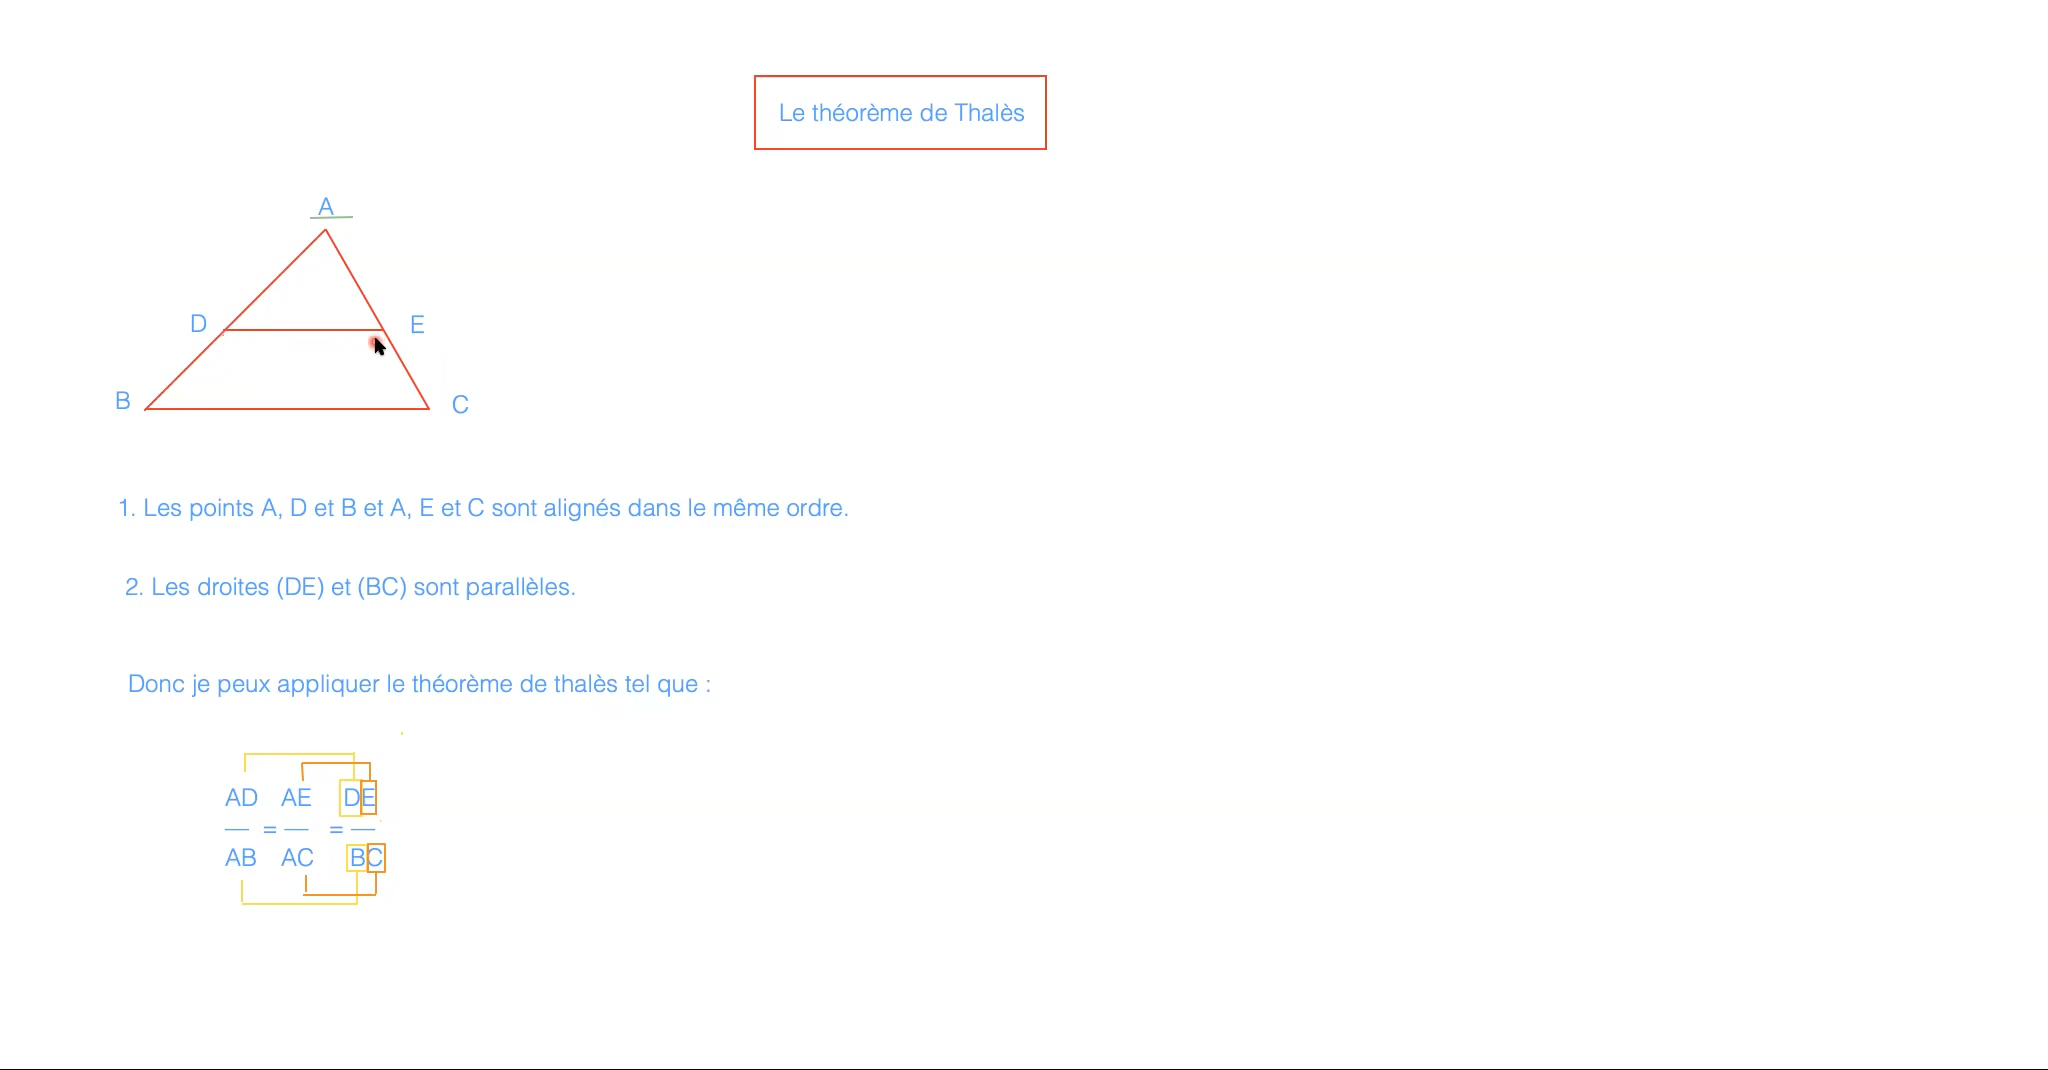 Le théorème de Thalès
A
D
E
B
C
1. Les points A, D et B et A, E et C sont alignés dans le même ordre.
2. Les droites (DE) et (BC) sont parallèles.
Donc je peux appliquer le théorème de thalès tel que :
AD AE DE
— = — = —
AB AC BC